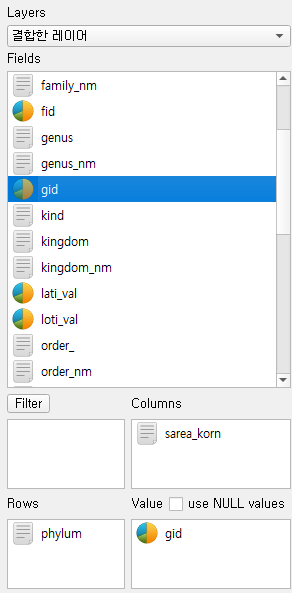 Layers
결합한 레이어
Fields
family_nm
fid
genus
genus_nm
gid
kind
kingdom
kingdom_nm
lati_val
loti_val
order_
order_nm
Filter Columns
sarea_korn
Rows Value use NULL values
phylum gid